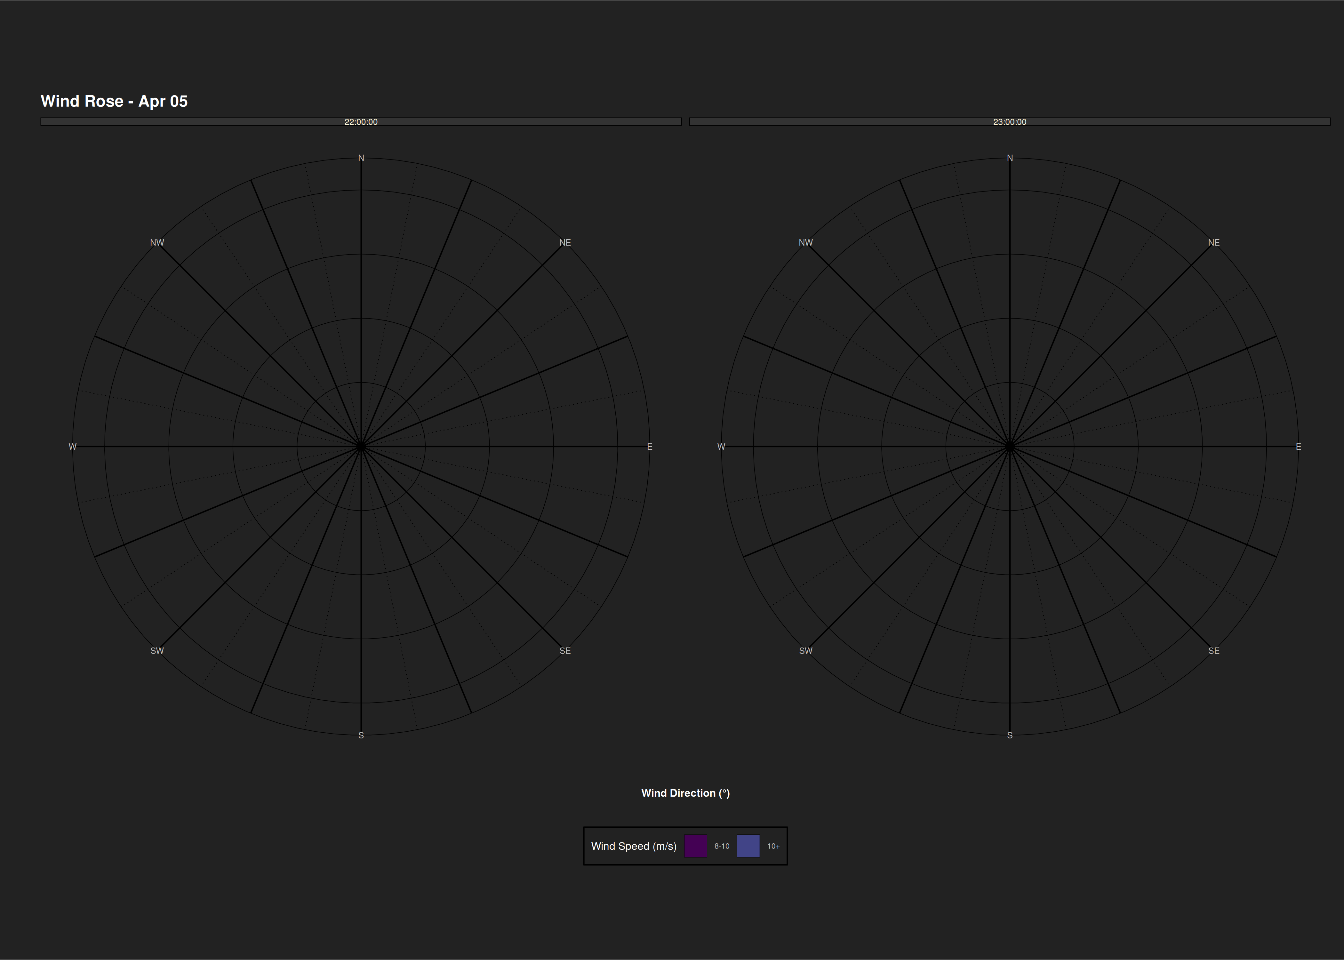 Wind Rose - Apr 05
22:00:00
23:00:00
N
N
NW
NE
NW
NE
W
E
W
E
SW
SE
SW
SE
S
S
Wind Direction (°)
Wind Speed (m/s) 8-10 10+